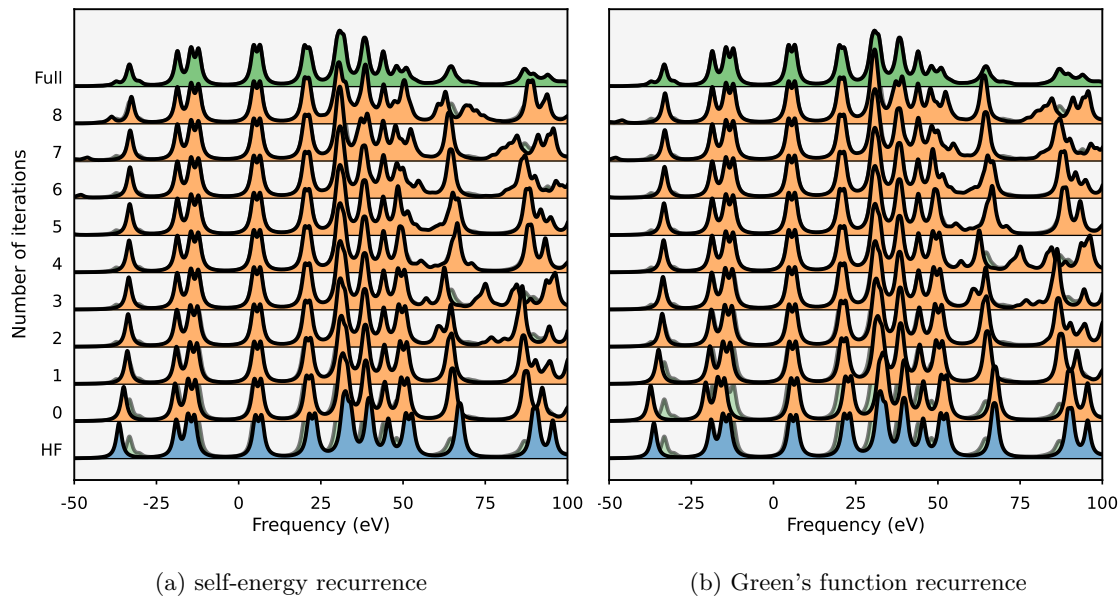 Number of iterations
Full
8
7
6
5
4
3
2
1
0
HF
-50 -25 0 25 50 75 100
Frequency (eV)
-50 -25 0 25 50 75 100
Frequency (eV)
(a) self-energy recurrence
(b) Green's function recurrence